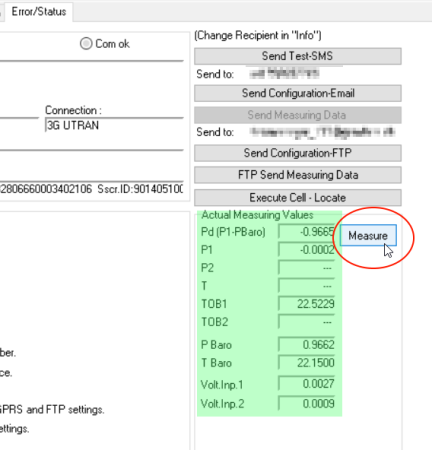 Error/Status
(Change Recipient in "Info")
Com ok
Send Test-SMS
Send to:
Send Configuration-Email
Connection :
3G UTRAN
Send Measuring Data
Send to:
Send Configuration-FTP
FTP Send Measuring Data
2806660003402106 Sscr.ID:90140510
Execute Cell - Locate
Actual Measuring Values
Pd (P1-PBaro) -0.9665
Measure
P1 -0.0002
P2 ---
T ---
TOB1 22.5229
TOB2 ---
P Baro 0.9662
T Baro 22.1500
Volt.Inp.1 0.0027
Volt.Inp.2 0.0009
ber.
ce.
GPRS and FTP settings.
ettings.